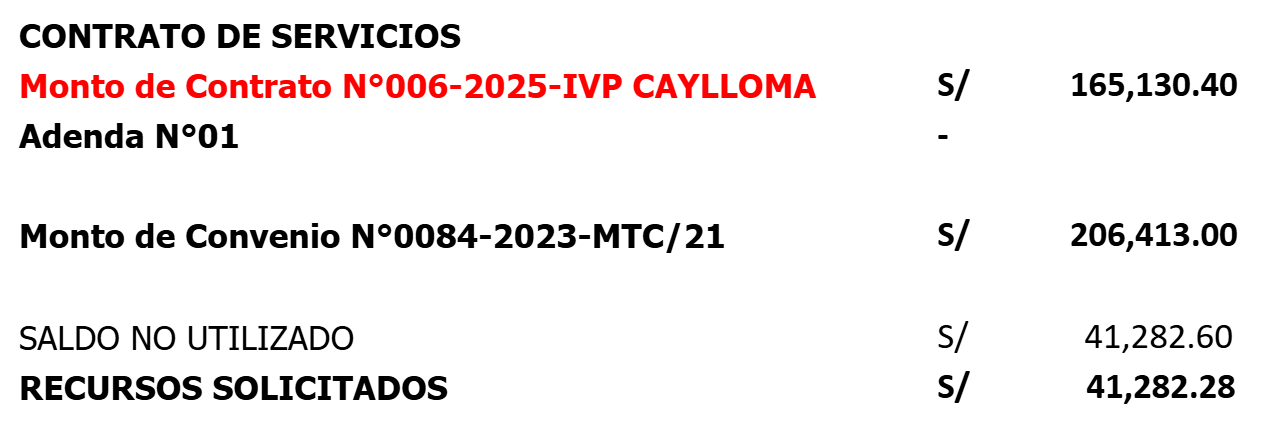 CONTRATO DE SERVICIOS
Monto de Contrato N°006-2025-IVP CAYLLOMA S/ 165,130.40
Adenda N°01 -
Monto de Convenio N°0084-2023-MTC/21 S/ 206,413.00
SALDO NO UTILIZADO S/ 41,282.60
RECURSOS SOLICITADOS S/ 41,282.28